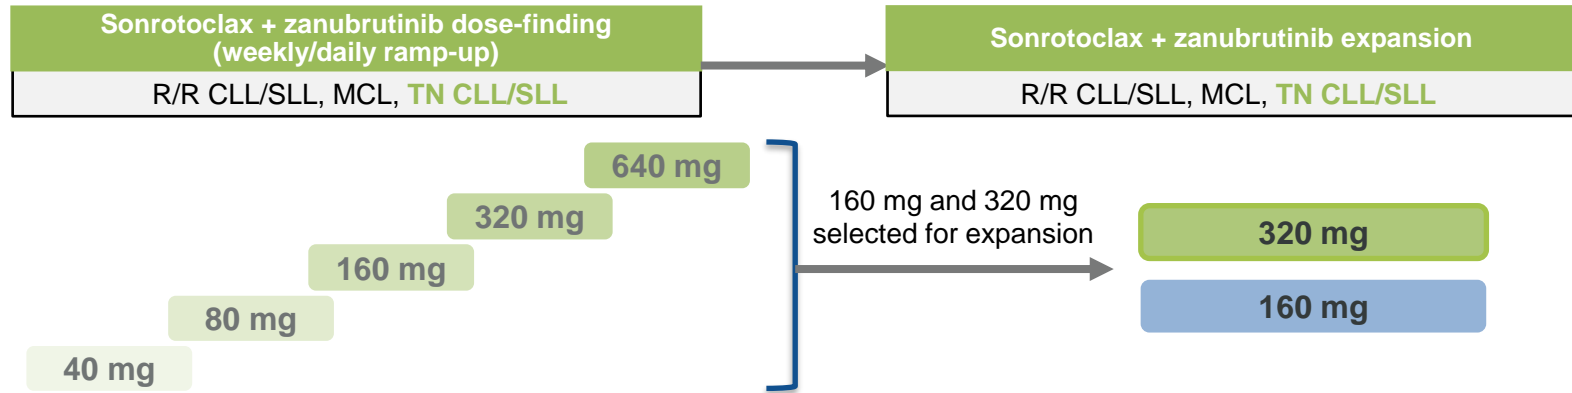 Sonrotoclax + zanubrutinib dose-finding
(weekly/daily ramp-up)
R/R CLL/SLL, MCL, TN CLL/SLL
Sonrotoclax + zanubrutinib expansion
R/R CLL/SLL, MCL, TN CLL/SLL
640 mg
320 mg
160 mg
80 mg
40 mg
160 mg and 320 mg
selected for expansion
320 mg
160 mg